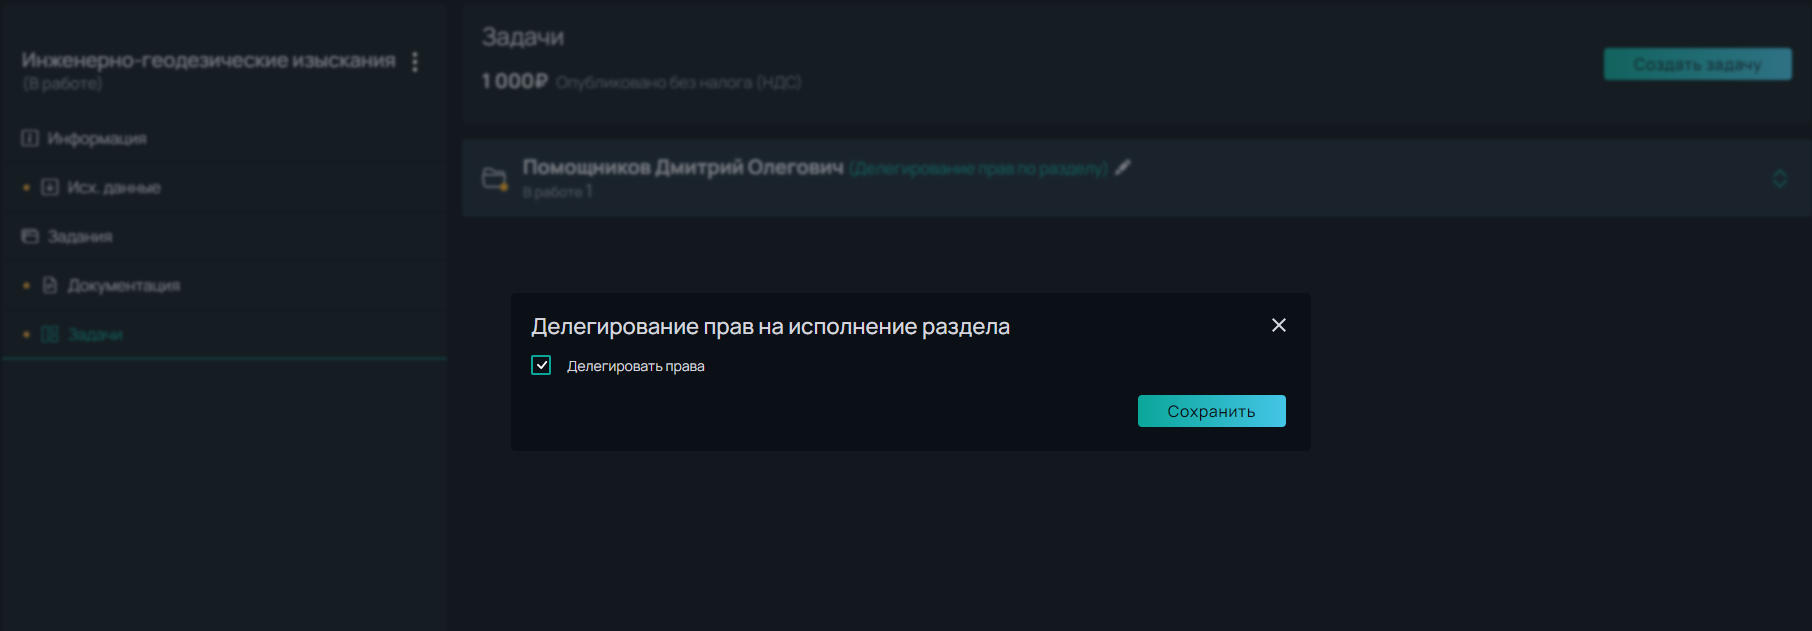 Инженерно-геодезические изыскания
(В работе)
Информация
Исх. данные
Задания
Документация
Задачи
Задачи
1 000₽ Опубликовано без налога (НДС)
Создать задачу
Помощников Дмитрий Олегович (Делегирование прав по разделу)
В работе 1
Делегирование прав на исполнение раздела
Делегировать права
Сохранить